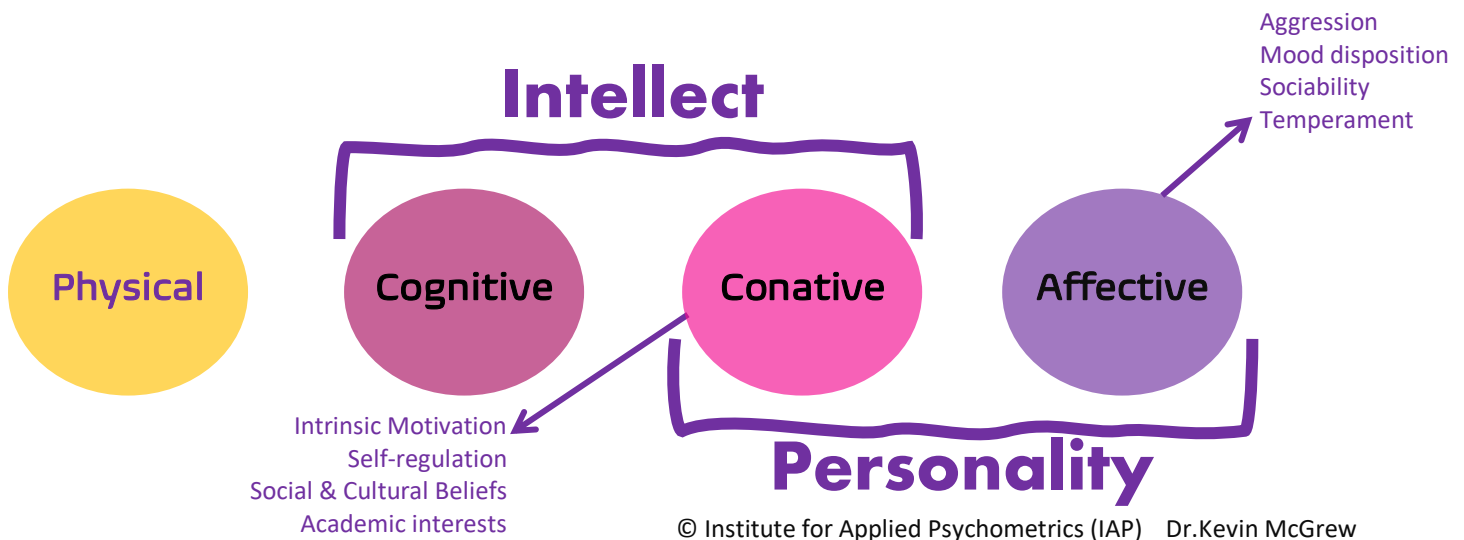 Aggression
Mood disposition
Sociability
Temperament
Intellect
Physical
Cognitive
Conative
Affective
Intrinsic Motivation
Self-regulation
Social & Cultural Beliefs
Academic interests
Personality
© Institute for Applied Psychometrics (IAP) Dr.Kevin McGrew